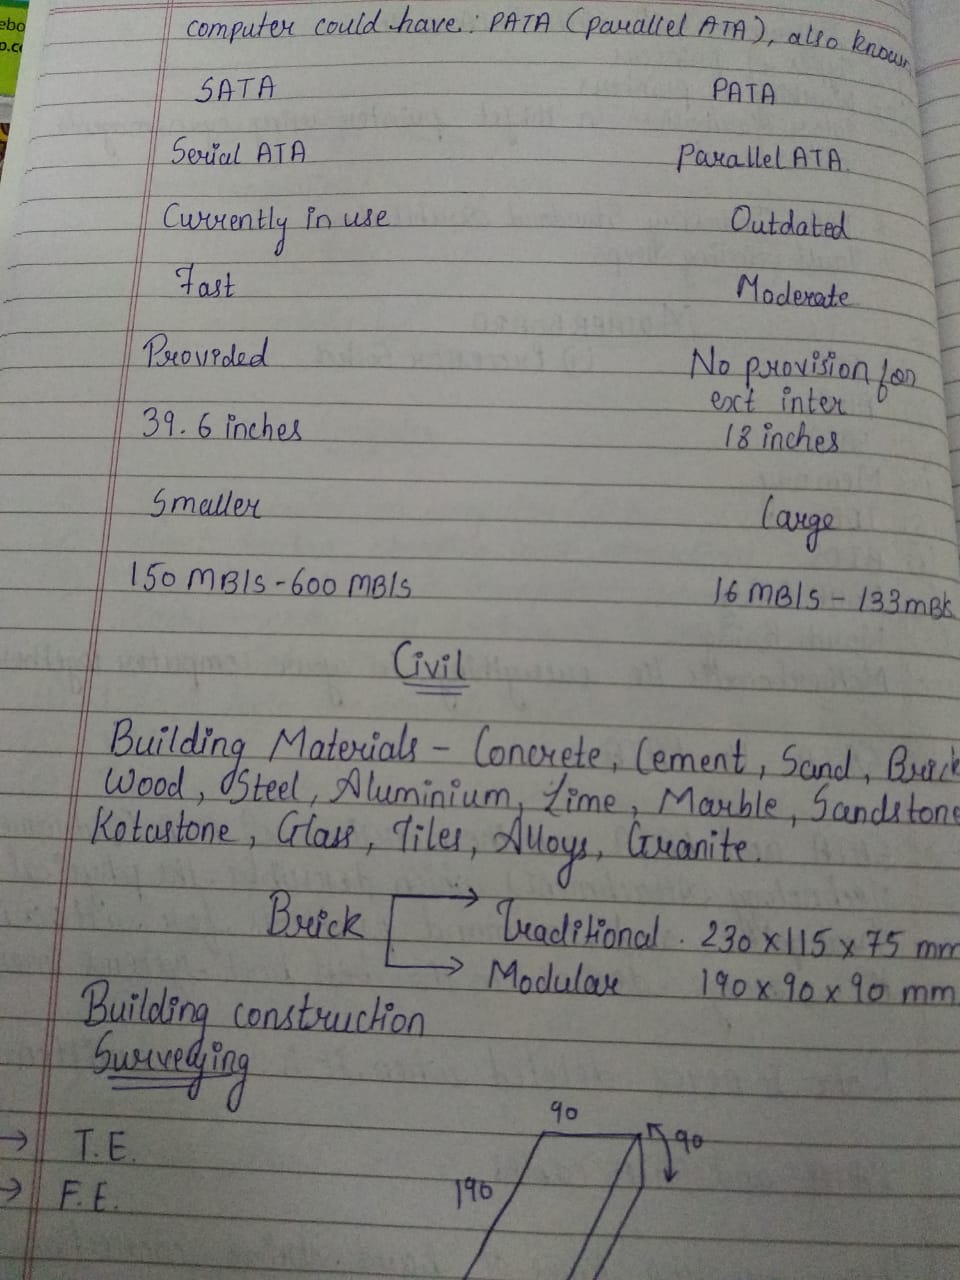 computer could have: PATA (parallel ATA), also known
SATA PATA
Serial ATA Parallel ATA
Currently in use Outdated
Fast Moderate
Provided No provision for
ext inter
39.6 inches 18 inches
Smaller Large
150 MB/S - 600 MB/S 16 MB/S - 133 MB/S
Civil
Building Materials - Concrete, Cement, Sand, Brick
Wood, Steel, Aluminium, Lime, Marble, Sandstone
Kotastone, Glass, Tiles, Alloys, Granite.
Brick Traditional. 230 x 115 x 75 mm
Modular 190 x 90 x 90 mm
Building construction
Surveying
90
→ T.E. 90
→ F.E. 190